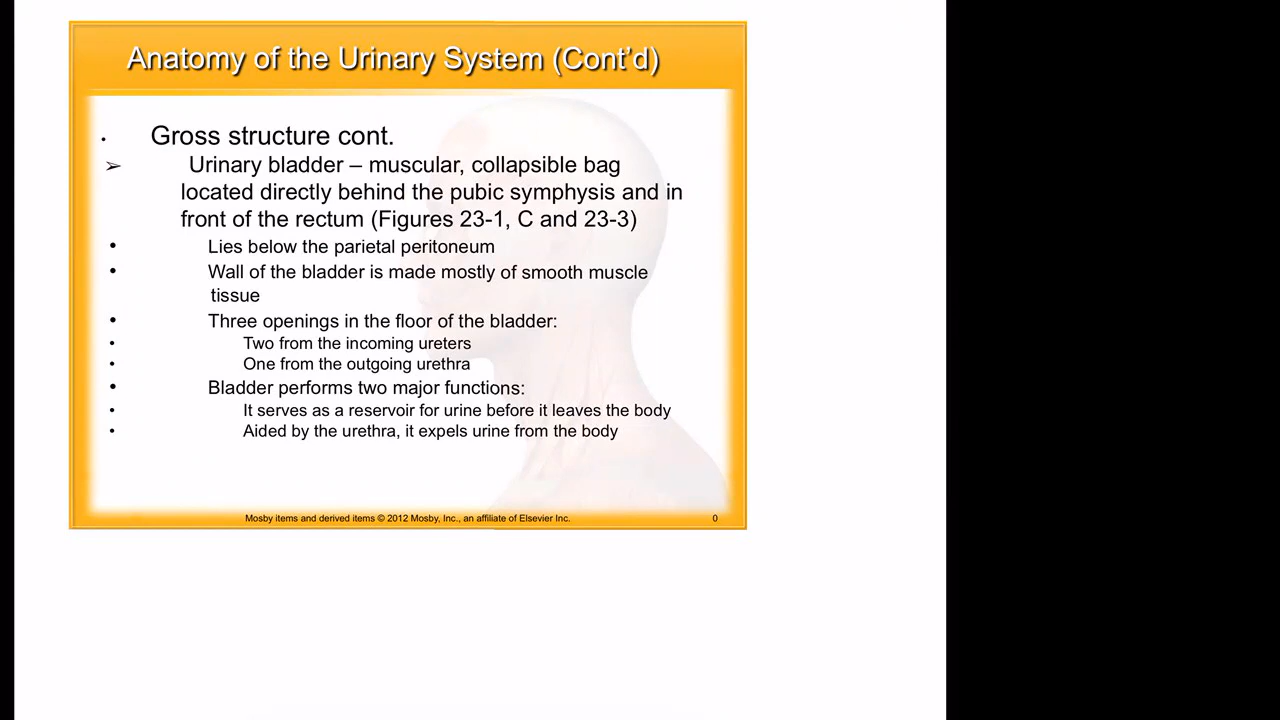 Anatomy of the Urinary System (Cont’d)
• Gross structure cont.
➢ Urinary bladder – muscular, collapsible bag
located directly behind the pubic symphysis and in
front of the rectum (Figures 23-1, C and 23-3)
• Lies below the parietal peritoneum
• Wall of the bladder is made mostly of smooth muscle
tissue
• Three openings in the floor of the bladder:
• Two from the incoming ureters
• One from the outgoing urethra
• Bladder performs two major functions:
• It serves as a reservoir for urine before it leaves the body
• Aided by the urethra, it expels urine from the body
Mosby items and derived items © 2012 Mosby, Inc., an affiliate of Elsevier Inc. 0